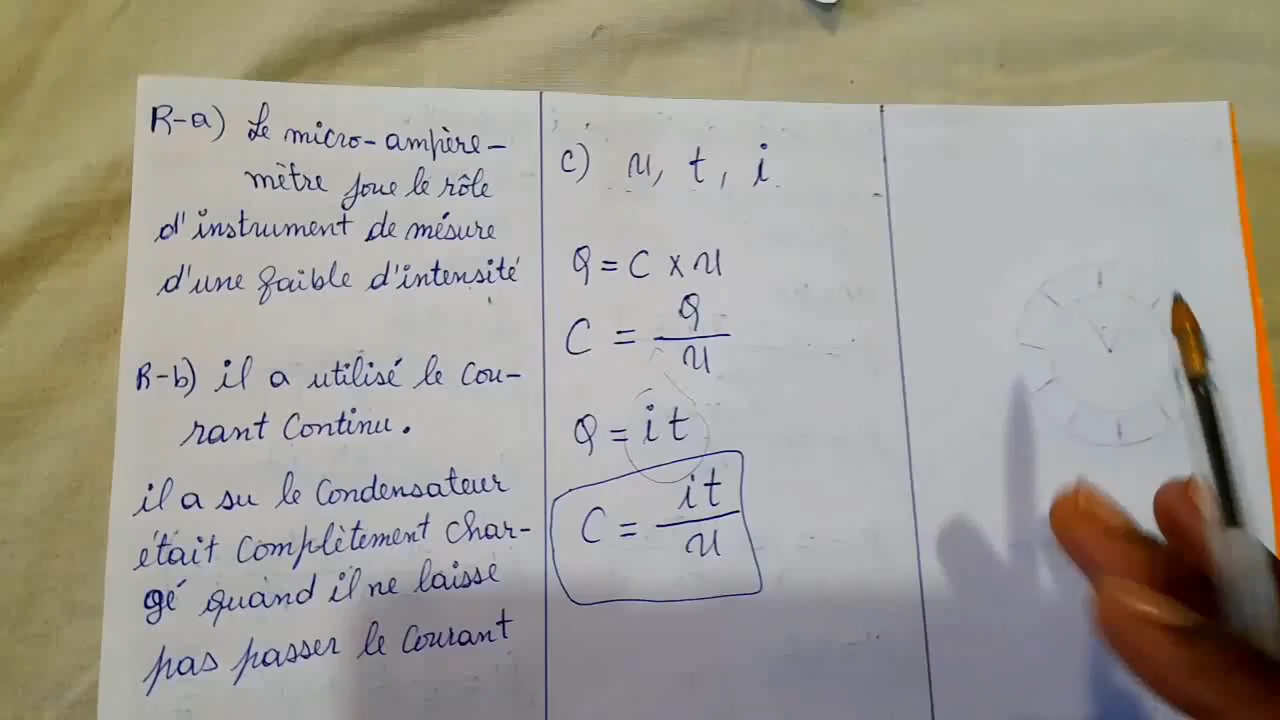 R-a) Le micro-ampère-
mètre joue le rôle
d'instrument de mésure
d'une faible d'intensité
R-b) il a utilisé le cou-
rant continu.
il a su le condensateur
était complètement char-
gé quand il ne laisse
pas passer le courant
c) u, t, i
Q = C x u
C = Q/u
Q = it
C = it/u